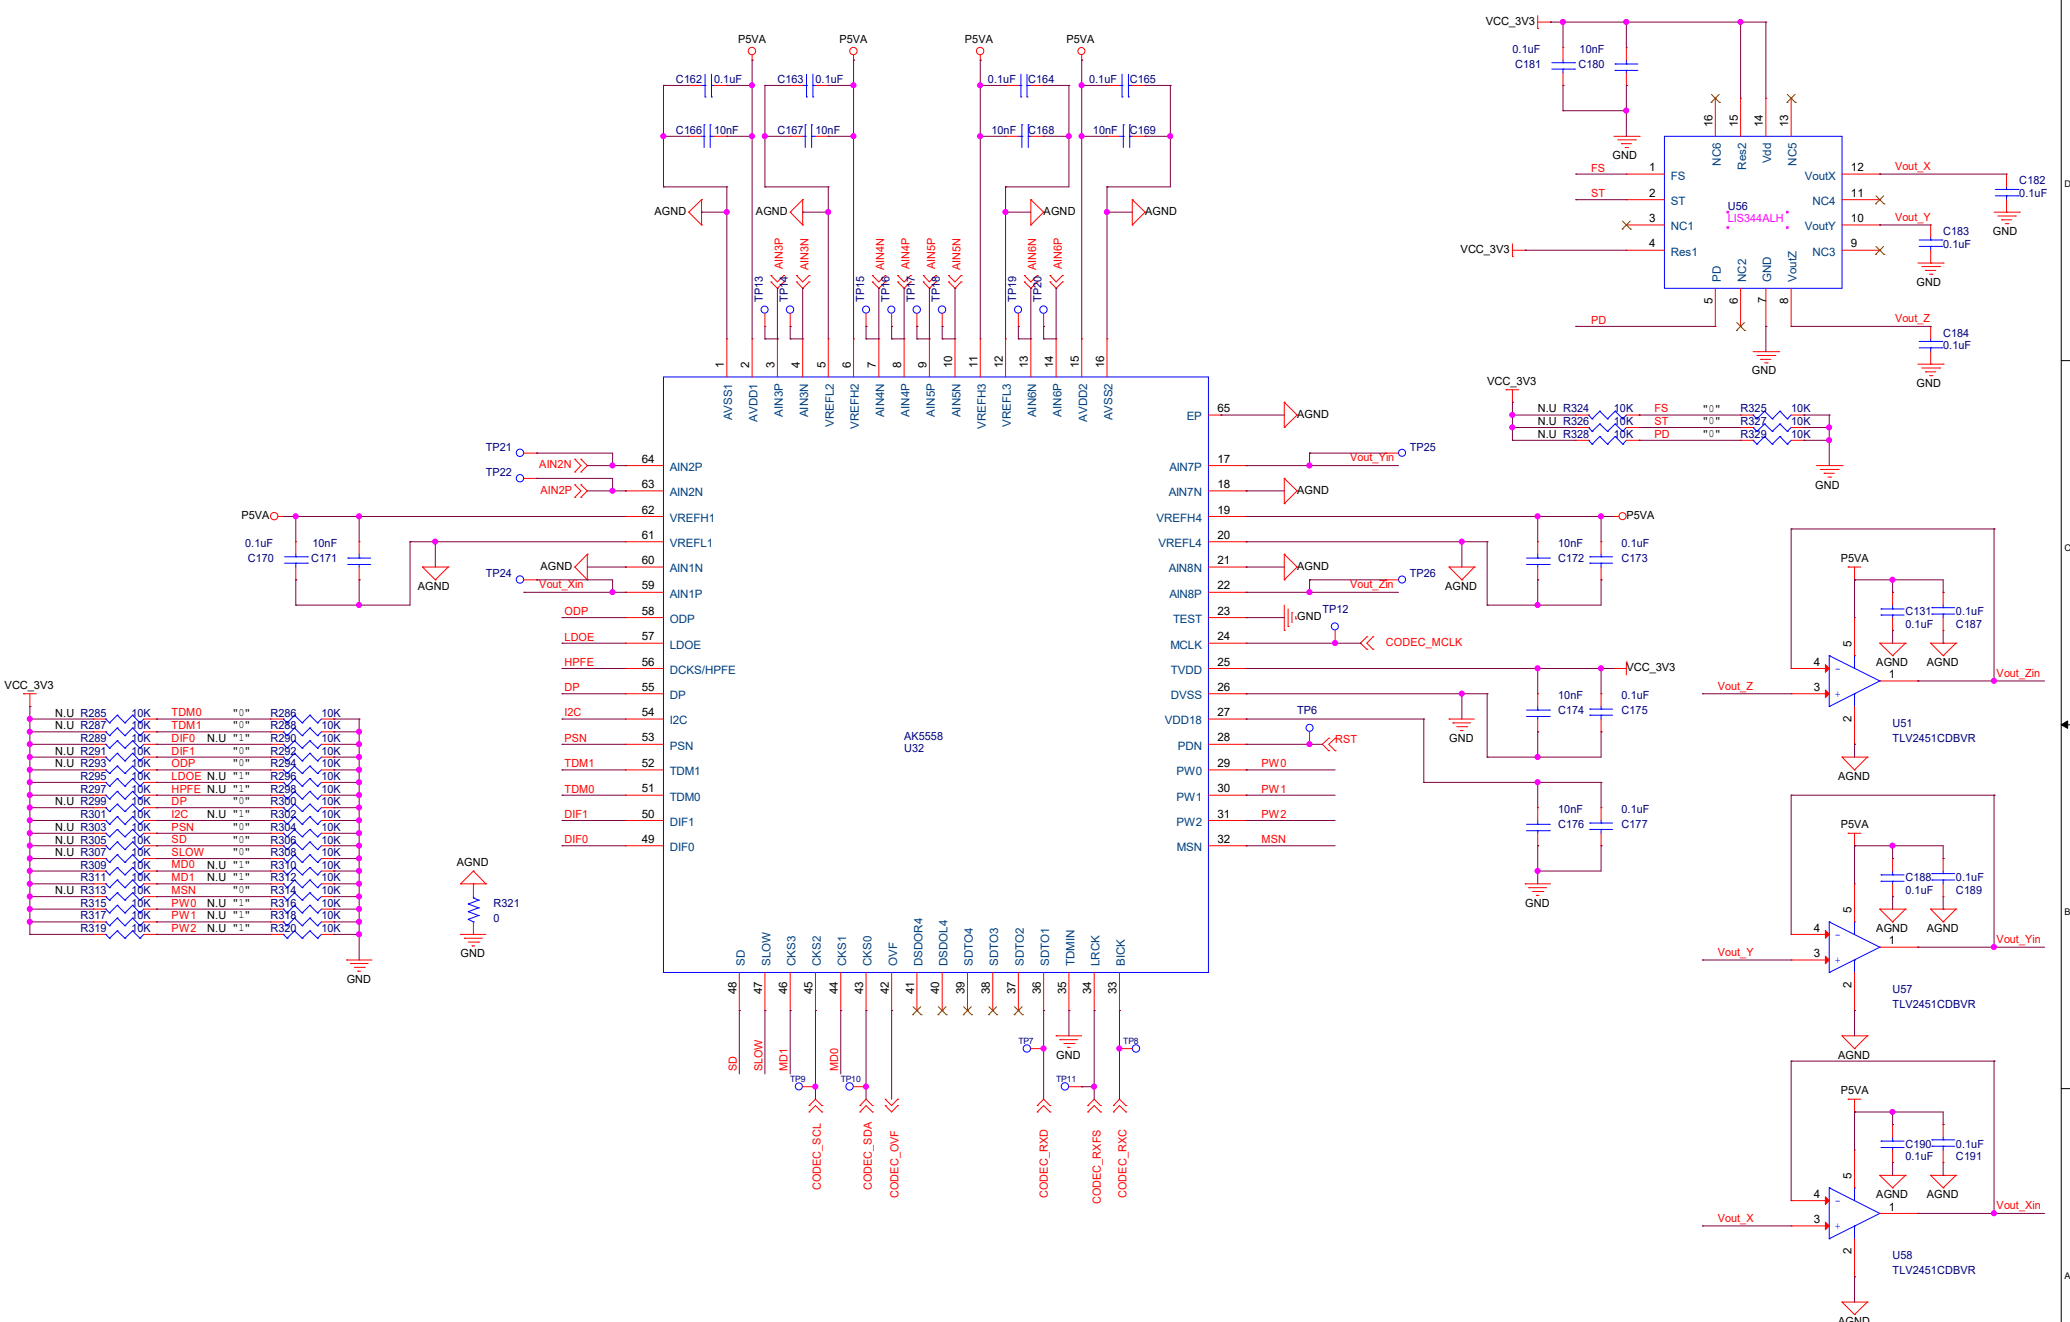 P5VA
P5VA
P5VA
P5VA
C162 0.1uF
C163 0.1uF
0.1uF C164
0.1uF C165
C166 10nF
C167 10nF
10nF C168
10nF C169
AGND
AGND
AGND
AGND
AIN3P
AIN3N
AIN4N
AIN4P
AIN5P
AIN5N
AIN6N
AIN6P
TP13
TP15
TP19
1
2
3
4
5
6
7
8
9
10
11
12
13
14
15
16
AVSS1
AVDD1
AIN3P
AIN3N
VREFL2
VREFH2
AIN4N
AIN4P
AIN5P
AIN5N
VREFH3
VREFL3
AIN6N
AIN6P
AVDD2
AVSS2
TP21
AIN2N
64 AIN2P
TP22
AIN2P
63 AIN2N
P5VA
62 VREFH1
0.1uF
C170
10nF
C171
61 VREFL1
AGND
AGND
60 AIN1N
TP24
Vout_Xin
59 AIN1P
ODP 58 ODP
LDOE 57 LDOE
HPFE 56 DCKS/HPFE
DP 55 DP
I2C 54 I2C
PSN 53 PSN
TDM1 52 TDM1
TDM0 51 TDM0
DIF1 50 DIF1
DIF0 49 DIF0
AK5558
U32
EP 65 AGND
AIN7P 17 Vout_Yin TP25
AIN7N 18 AGND
VREFH4 19 P5VA
VREFL4 20
AGND
10nF
C172
0.1uF
C173
AIN8N 21 AGND
AIN8P 22 Vout_Zin TP26
TEST 23 GND
TP12
MCLK 24 CODEC_MCLK
TVDD 25 VCC_3V3
DVSS 26
GND
10nF
C174
0.1uF
C175
VDD18 27
TP6
PDN 28 RST
PW0 29 PW0
PW1 30 PW1
PW2 31 PW2
MSN 32 MSN
10nF
C176
0.1uF
C177
GND
VCC_3V3
N.U R285 10K TDM0 "0" R286 10K
N.U R287 10K TDM1 "0" R288 10K
R289 10K DIF0 N.U "1" R290 10K
N.U R291 10K DIF1 "0" R292 10K
N.U R293 10K ODP "0" R294 10K
R295 10K LDOE N.U "1" R296 10K
R297 10K HPFE N.U "1" R298 10K
N.U R299 10K DP "0" R300 10K
R301 10K I2C N.U "1" R302 10K
N.U R303 10K PSN "0" R304 10K
N.U R305 10K SD "0" R306 10K
N.U R307 10K SLOW "0" R308 10K
R309 10K MD0 N.U "1" R310 10K
R311 10K MD1 N.U "1" R312 10K
N.U R313 10K MSN "0" R314 10K
R315 10K PW0 N.U "1" R316 10K
R317 10K PW1 N.U "1" R318 10K
R319 10K PW2 N.U "1" R320 10K
GND
AGND
R321
0
GND
SD
SLOW
CKS3
CKS2
CKS1
CKS0
OVF
DSDOR4
DSDOL4
SDTO4
SDTO3
SDTO2
SDTO1
TDMIN
LRCK
BICK
48
47
46
45
44
43
42
41
40
39
38
37
36
35
34
33
SD
SLOW
MD1
MD0
TP9
TP10
TP7
GND
TP11
TP8
CODEC_SCL
CODEC_SDA
CODEC_OVF
CODEC_RXD
CODEC_RXFS
CODEC_RXC
VCC_3V3
0.1uF
C181
10nF
C180
GND
16
15
14
13
NC6
Res2
Vdd
NC5
FS 1 FS
ST 2 ST
3 NC1
VCC_3V3 4 Res1
U56
LIS344ALH
VoutX 12 Vout_X
NC4 11
VoutY 10 Vout_Y
NC3 9
C182
0.1uF
GND
C183
0.1uF
GND
PD
NC2
GND
VoutZ
5
6
7
8
PD
GND
Vout_Z
C184
0.1uF
GND
VCC_3V3
N.U R324 10K FS "0" R325 10K
N.U R326 10K ST "0" R327 10K
N.U R328 10K PD "0" R329 10K
GND
P5VA
C131
0.1uF
0.1uF
C187
AGND
AGND
5
4
3
1
2
Vout_Z
Vout_Zin
U51
TLV2451CDBVR
AGND
P5VA
C188
0.1uF
0.1uF
C189
AGND
AGND
5
4
3
1
2
Vout_Y
Vout_Yin
U57
TLV2451CDBVR
AGND
P5VA
C190
0.1uF
0.1uF
C191
AGND
AGND
5
4
3
1
2
Vout_X
Vout_Xin
U58
TLV2451CDBVR
AGND
D
C
B
A